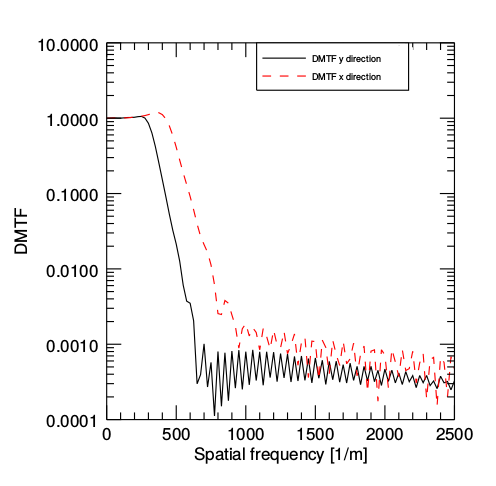 10.0000
DMTF y direction
DMTF x direction
1.0000
0.1000
DMTF
0.0100
0.0010
0.0001
0 500 1000 1500 2000 2500
Spatial frequency [1/m]